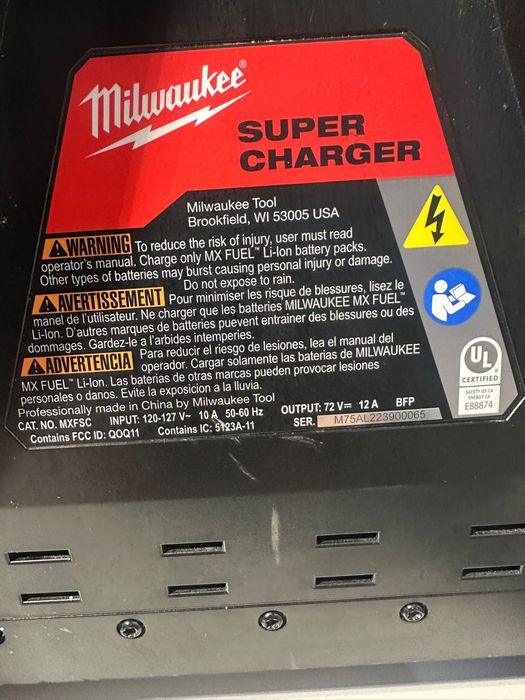 Milwaukee®
SUPER
CHARGER
Milwaukee Tool
Brookfield, WI 53005 USA
WARNING To reduce the risk of injury, user must read
operator's manual. Charge only MX FUEL™ Li-Ion battery packs.
Other types of batteries may burst causing personal injury or damage.
Do not expose to rain.
AVERTISSEMENT Pour minimiser les risque de blessures, lisez le
manel de l'utilisateur. Ne charger que les batteries MILWAUKEE MX FUEL™
Li-Ion. D'autres marques de batteries puevent entrainer des blessures ou des
dommages. Gardez-le a l'arbides intemperies.
ADVERTENCIA Para reducir el riesgo de lesiones, lea el manual del
operador. Cargar solamente las baterias de MILWAUKEE
MX FUEL™ Li-Ion. Las baterias de otras marcas pueden provocar lesiones
personales o danos. Evite la exposicion a la lluvia.
Professionally made in China by Milwaukee Tool
CAT. NO. MXFSC INPUT: 120-127 V~ 10 A 50-60 Hz OUTPUT: 72 V⎓ 12 A BFP
Contains FCC ID: QOQ11 Contains IC: 5123A-11 SER. M75AL223900065
UL
CERTIFIED
SAFETY US CA
ENERGY CA
E88874